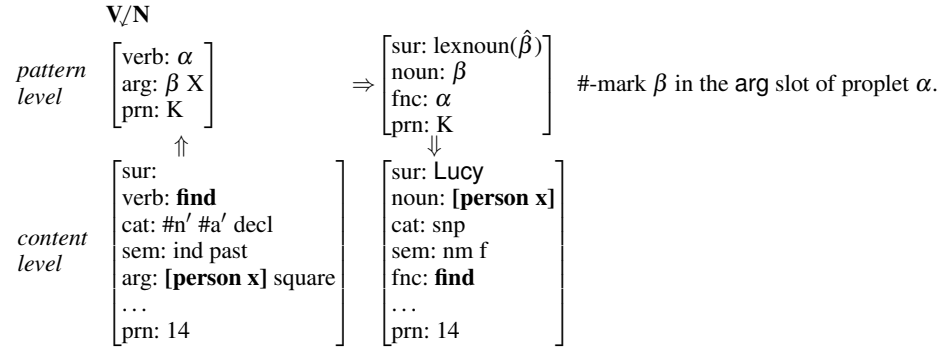 V↙/N
pattern level
[verb: α
arg: β X
prn: K]
⇒
[sur: lexnoun(β̂)
noun: β
fnc: α
prn: K]
#-mark β in the arg slot of proplet α.
⇑ ⇓
content level
[sur:
verb: find
cat: #n′ #a′ decl
sem: ind past
arg: [person x] square
...
prn: 14]
[sur: Lucy
noun: [person x]
cat: snp
sem: nm f
fnc: find
...
prn: 14]